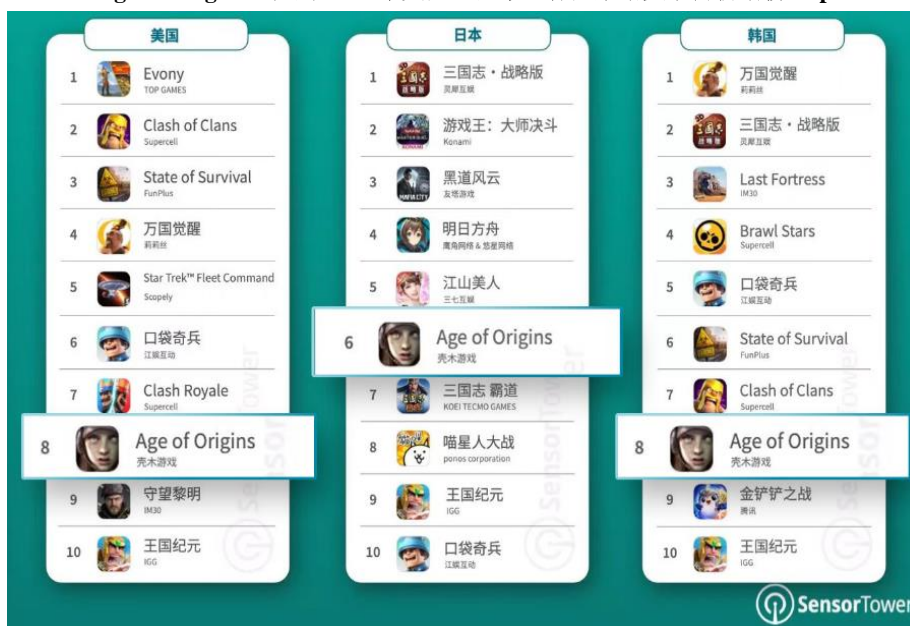 美国
1 Evony
TOP GAMES
2 Clash of Clans
Supercell
3 State of Survival
FunPlus
4 万国觉醒
莉莉丝
5 Star Trek™ Fleet Command
Scopely
6 口袋奇兵
江娱互动
7 Clash Royale
Supercell
8 Age of Origins
壳木游戏
9 守望黎明
IM30
10 王国纪元
IGG
日本
1 三国志・战略版
灵犀互娱
2 游戏王：大师决斗
Konami
3 黑道风云
友塔游戏
4 明日方舟
鹰角网络 & 悠星网络
5 江山美人
三七互娱
6 Age of Origins
壳木游戏
7 三国志 霸道
KOEI TECMO GAMES
8 喵星人大战
ponos corporation
9 王国纪元
IGG
10 口袋奇兵
江娱互动
韩国
1 万国觉醒
莉莉丝
2 三国志・战略版
灵犀互娱
3 Last Fortress
IM30
4 Brawl Stars
Supercell
5 口袋奇兵
江娱互动
6 State of Survival
FunPlus
7 Clash of Clans
Supercell
8 Age of Origins
壳木游戏
9 金铲铲之战
腾讯
10 王国纪元
IGG
SensorTower